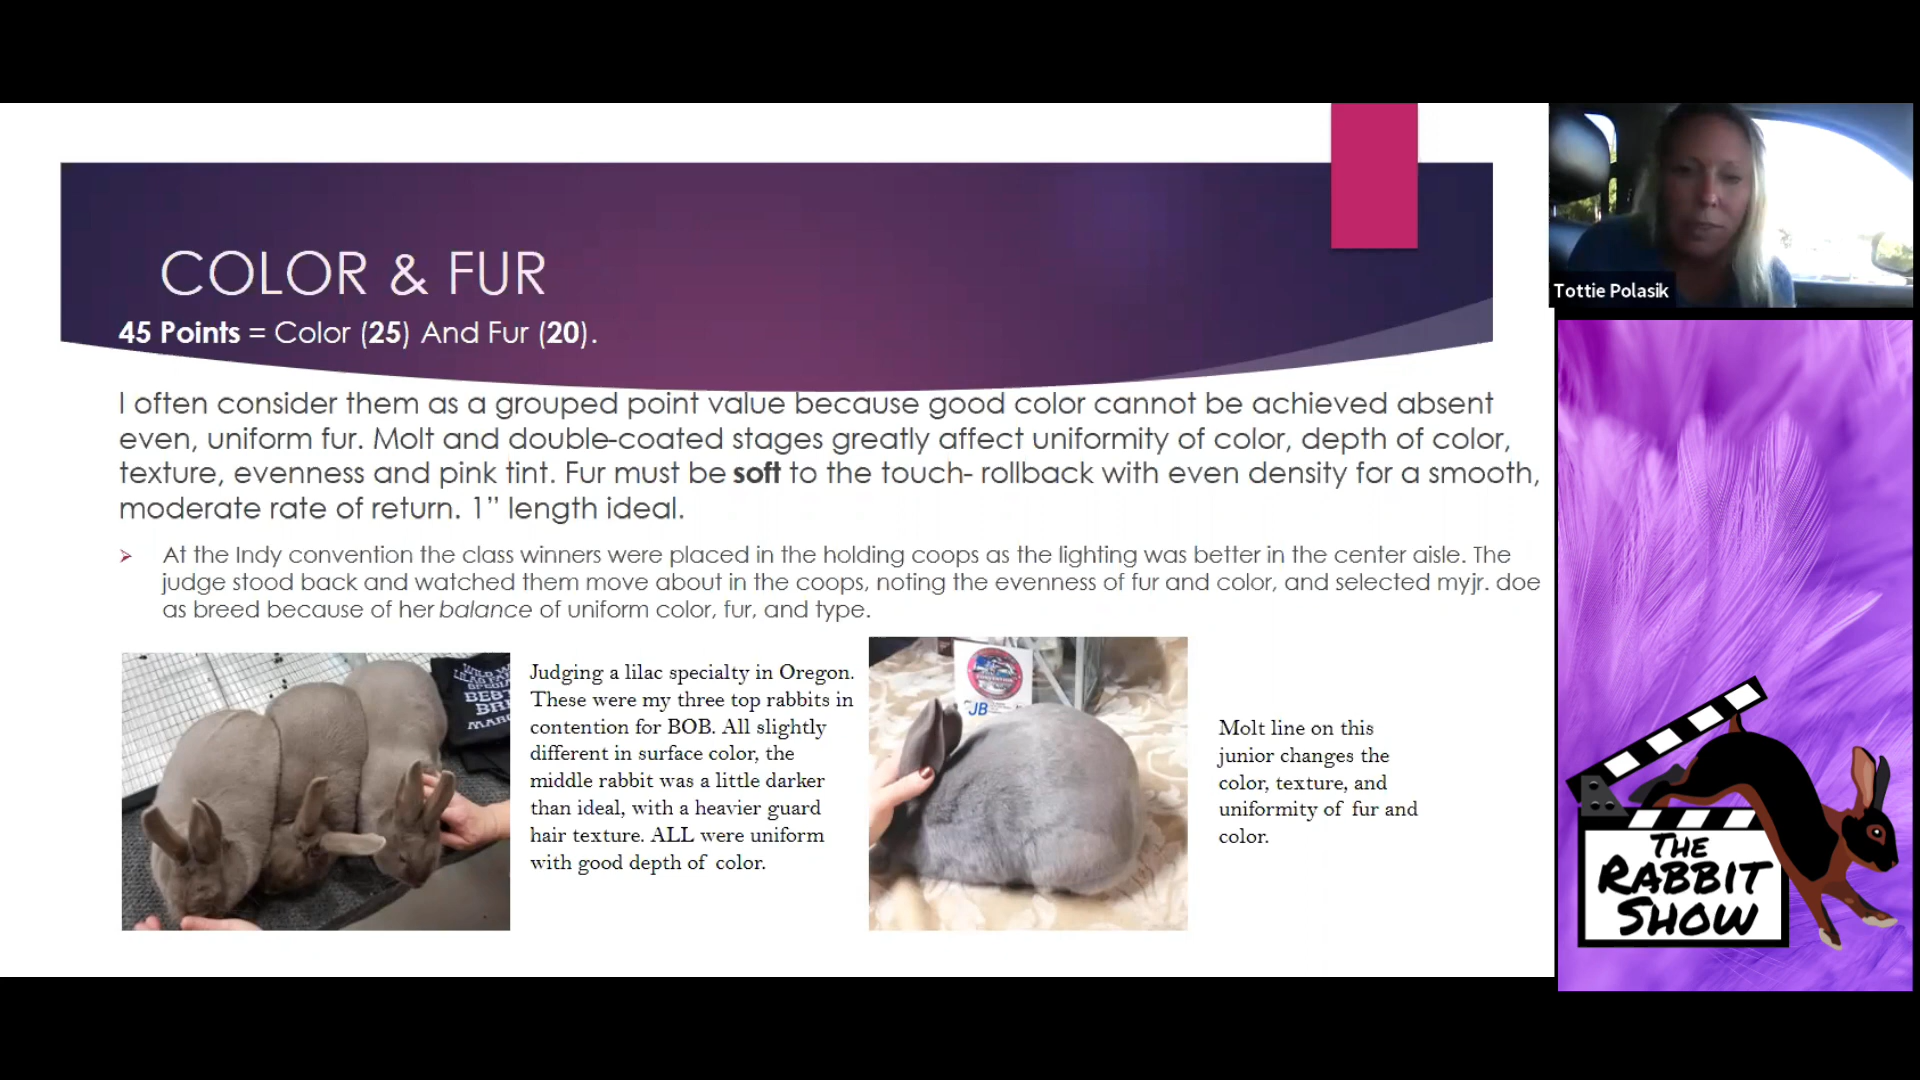 COLOR & FUR
45 Points = Color (25) And Fur (20).
I often consider them as a grouped point value because good color cannot be achieved absent
even, uniform fur. Molt and double-coated stages greatly affect uniformity of color, depth of color,
texture, evenness and pink tint. Fur must be soft to the touch- rollback with even density for a smooth,
moderate rate of return. 1” length ideal.
At the Indy convention the class winners were placed in the holding coops as the lighting was better in the center aisle. The
judge stood back and watched them move about in the coops, noting the evenness of fur and color, and selected myjr. doe
as breed because of her balance of uniform color, fur, and type.
Judging a lilac specialty in Oregon.
These were my three top rabbits in
contention for BOB. All slightly
different in surface color, the
middle rabbit was a little darker
than ideal, with a heavier guard
hair texture. ALL were uniform
with good depth of color.
JB
Molt line on this
junior changes the
color, texture, and
uniformity of fur and
color.
Tottie Polasik
THE
RABBIT
SHOW